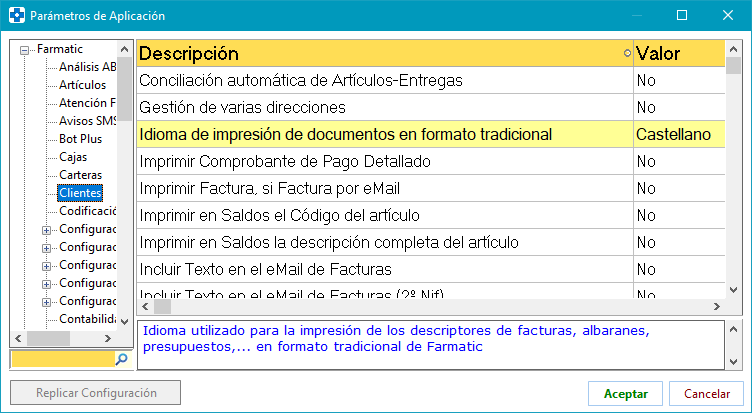 Parámetros de Aplicación
Farmatic
Análisis AB
Artículos
Atención F
Avisos SMS
Bot Plus
Cajas
Carteras
Clientes
Codificació
Configurac
Configurac
Configurac
Configurac
Configurac
Contabilida
Descripción Valor
Conciliación automática de Artículos-Entregas No
Gestión de varias direcciones No
Idioma de impresión de documentos en formato tradicional Castellano
Imprimir Comprobante de Pago Detallado No
Imprimir Factura, si Factura por eMail No
Imprimir en Saldos el Código del artículo No
Imprimir en Saldos la descripción completa del artículo No
Incluir Texto en el eMail de Facturas No
Incluir Texto en el eMail de Facturas (2º Nif) No
Idioma utilizado para la impresión de los descriptores de facturas, albaranes,
presupuestos,... en formato tradicional de Farmatic
Replicar Configuración
Aceptar
Cancelar